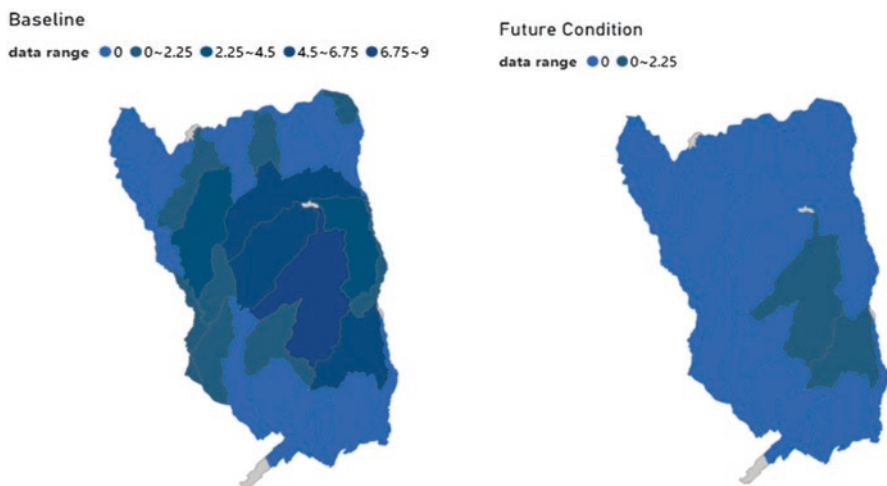 Baseline
data range 0 0~2.25 2.25~4.5 4.5~6.75 6.75~9
Future Condition
data range 0 0~2.25